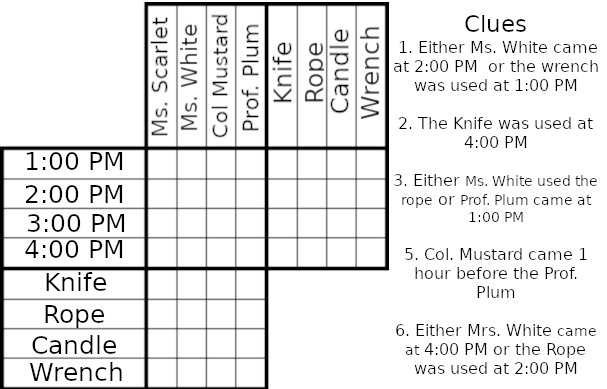 Ms. Scarlet
Ms. White
Col Mustard
Prof. Plum
Knife
Rope
Candle
Wrench
1:00 PM
2:00 PM
3:00 PM
4:00 PM
Knife
Rope
Candle
Wrench
Clues
1. Either Ms. White came
at 2:00 PM or the wrench
was used at 1:00 PM
2. The Knife was used at
4:00 PM
3. Either Ms. White used the
rope or Prof. Plum came at
1:00 PM
5. Col. Mustard came 1
hour before the Prof.
Plum
6. Either Mrs. White came
at 4:00 PM or the Rope
was used at 2:00 PM